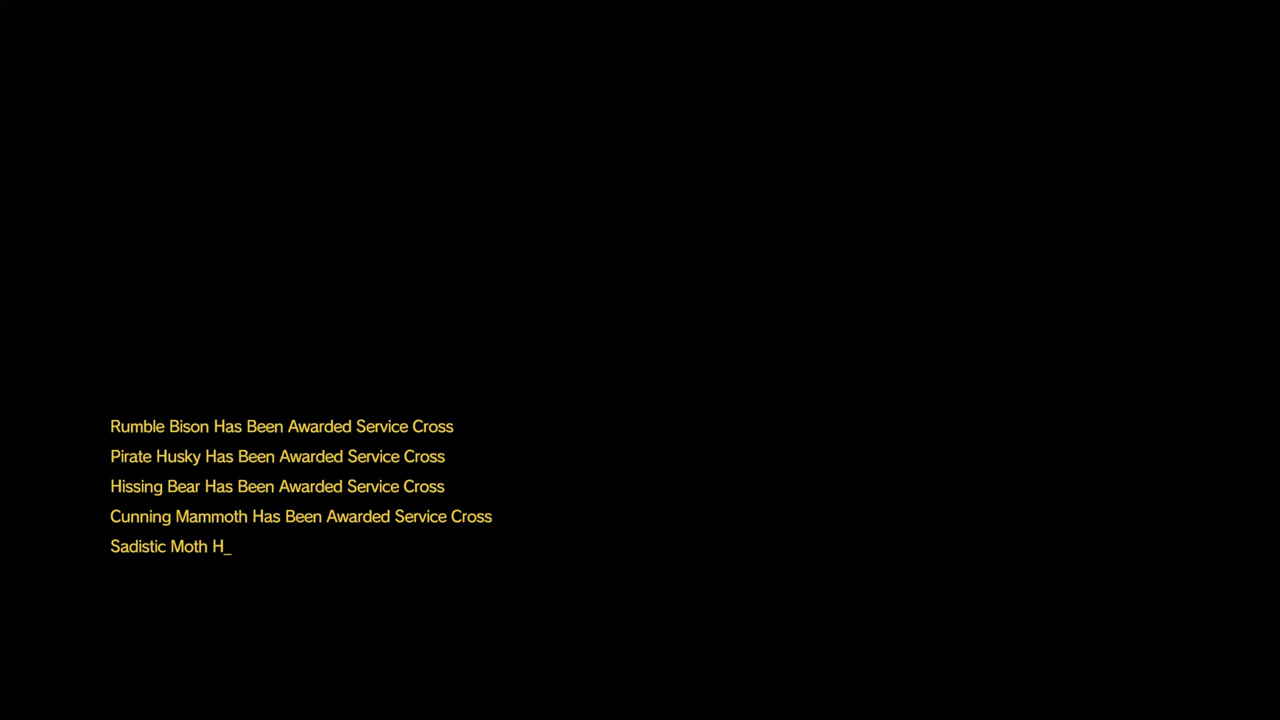 Rumble Bison Has Been Awarded Service Cross
Pirate Husky Has Been Awarded Service Cross
Hissing Bear Has Been Awarded Service Cross
Cunning Mammoth Has Been Awarded Service Cross
Sadistic Moth H_